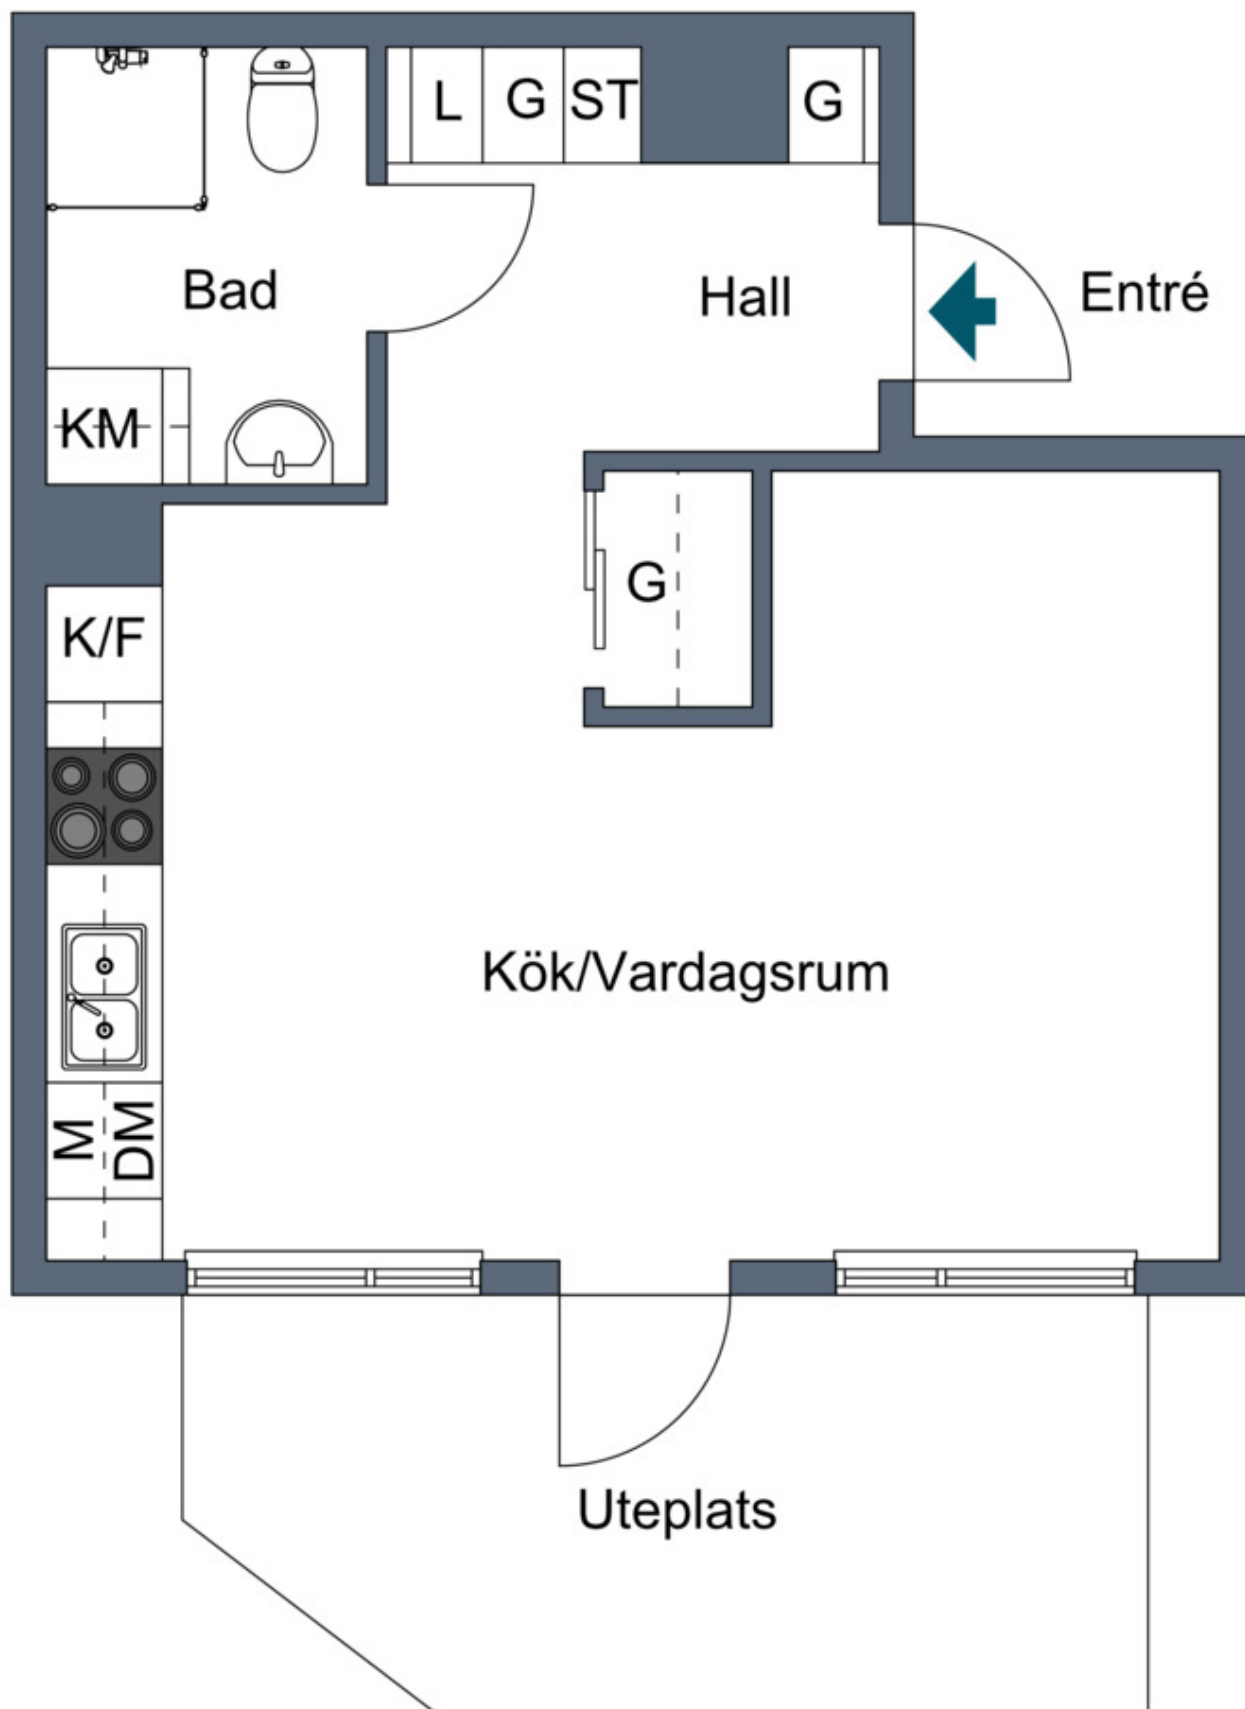 L G ST G
Bad
Hall
Entré
KM
G
K/F
Kök/Vardagsrum
M
DM
Uteplats